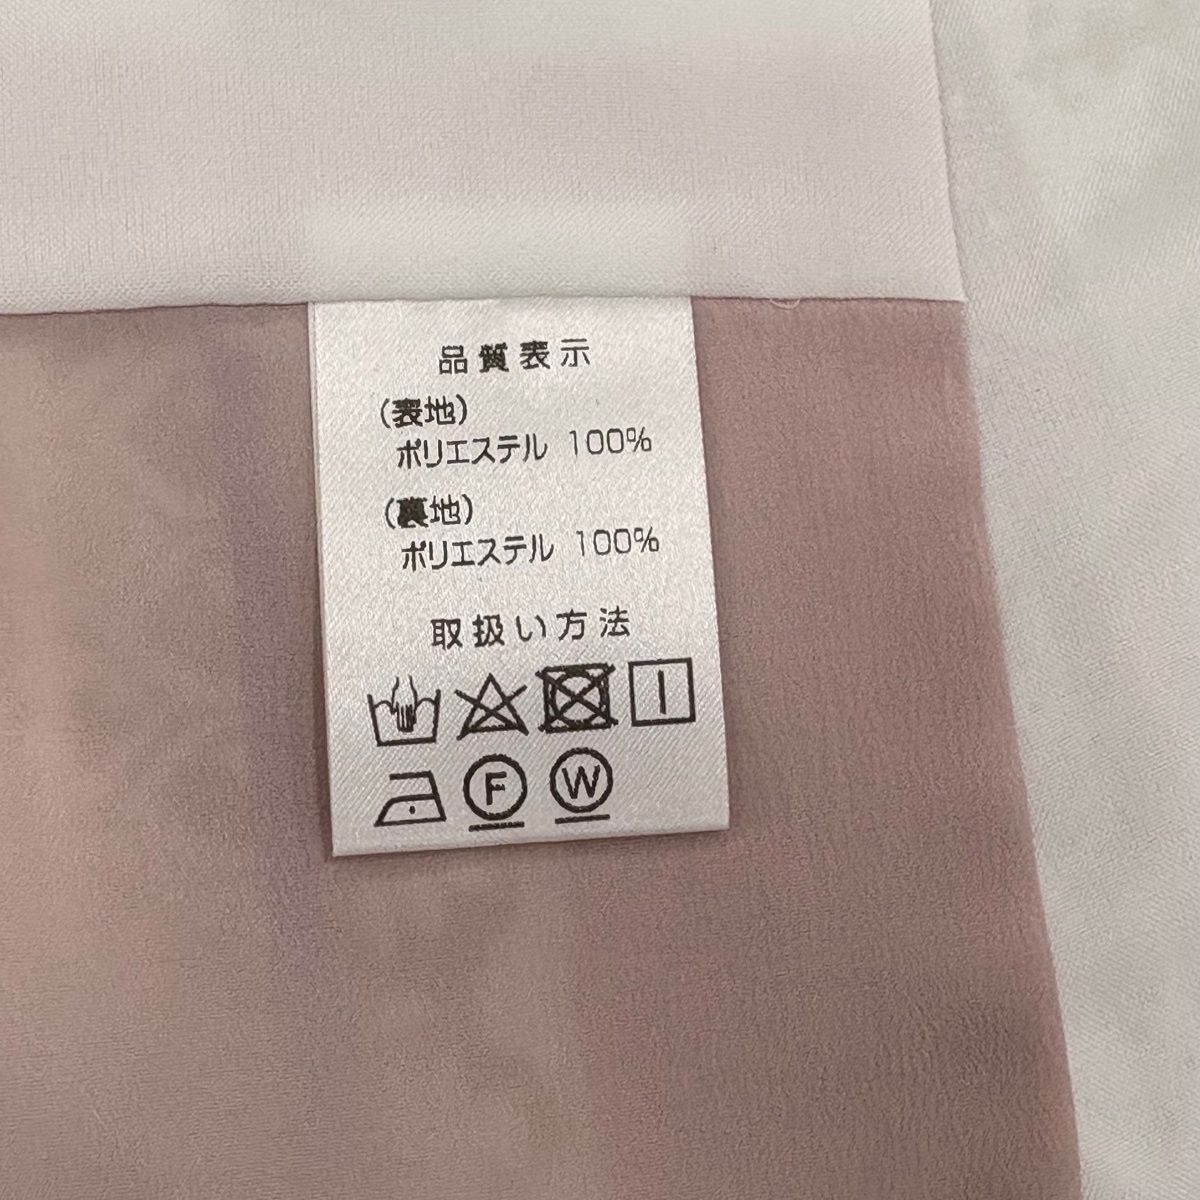 品質表示
(表地)
ポリエステル 100%
(裏地)
ポリエステル 100%
取扱い方法
F W